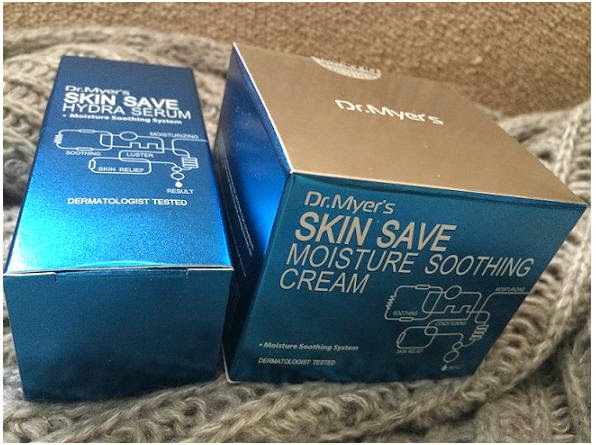 Dr.Myer's
SKIN SAVE
HYDRA SERUM
• Moisture Soothing System
MOISTURIZING
SOOTHING
LUSTER
SKIN RELIEF
RESULT
DERMATOLOGIST TESTED
Dr.Myer's
Dr.Myer's
SKIN SAVE
MOISTURE SOOTHING
CREAM
MOISTURIZING
SOOTHING
CONDITIONING
SKIN RELIEF
• Moisture Soothing System
DERMATOLOGIST TESTED